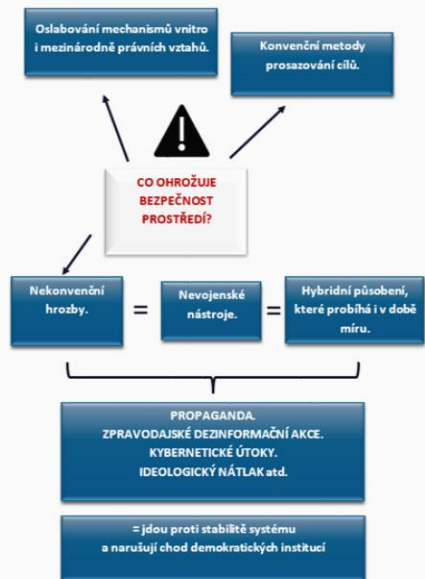 Oslabování mechanismů vnitro
i mezinárodně právních vztahů.
Konvenční metody
prosazování cílů.
!
CO OHROŽUJE
BEZPEČNOST
PROSTŘEDÍ?
Nekonvenční
hrozby.
=
Nevojenské
nástroje.
=
Hybridní působení,
které probíhá i v době
míru.
PROPAGANDA.
ZPRAVODAJSKÉ DEZINFORMAČNÍ AKCE.
KYBERNETICKÉ ÚTOKY.
IDEOLOGICKÝ NÁTLAK atd.
= jdou proti stabilitě systému
a narušují chod demokratických institucí